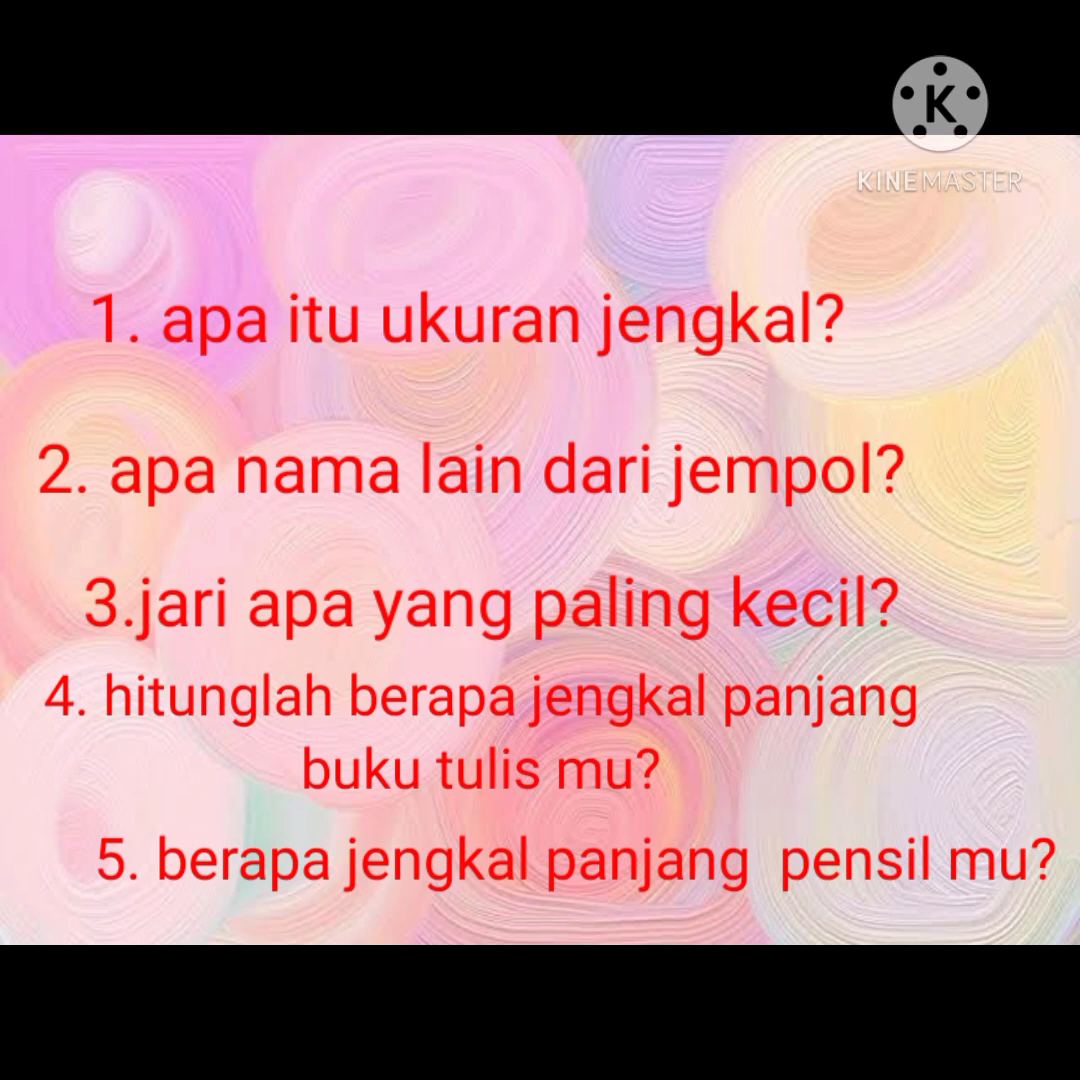 K
KINEMASTER
1. apa itu ukuran jengkal?
2. apa nama lain dari jempol?
3.jari apa yang paling kecil?
4. hitunglah berapa jengkal panjang
buku tulis mu?
5. berapa jengkal panjang  pensil mu?